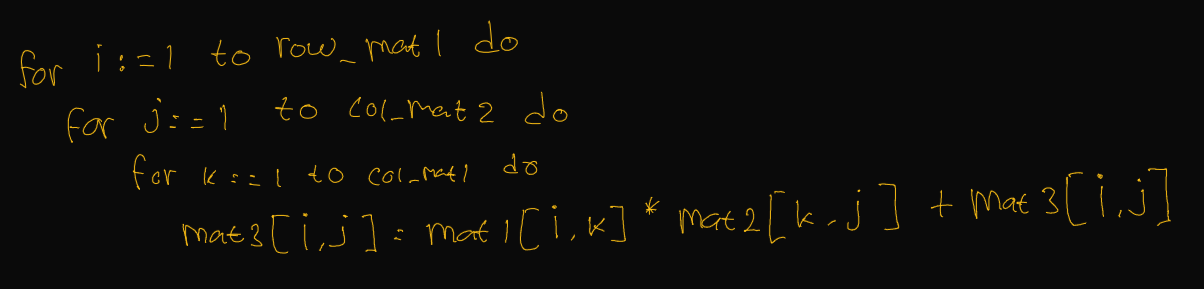 for i:=1 to row_mat1 do
for j:=1 to col_mat2 do
for k:=1 to col_mat1 do
mat3[i,j]:= mat1[i,k] * mat2[k,j] + mat3[i,j]